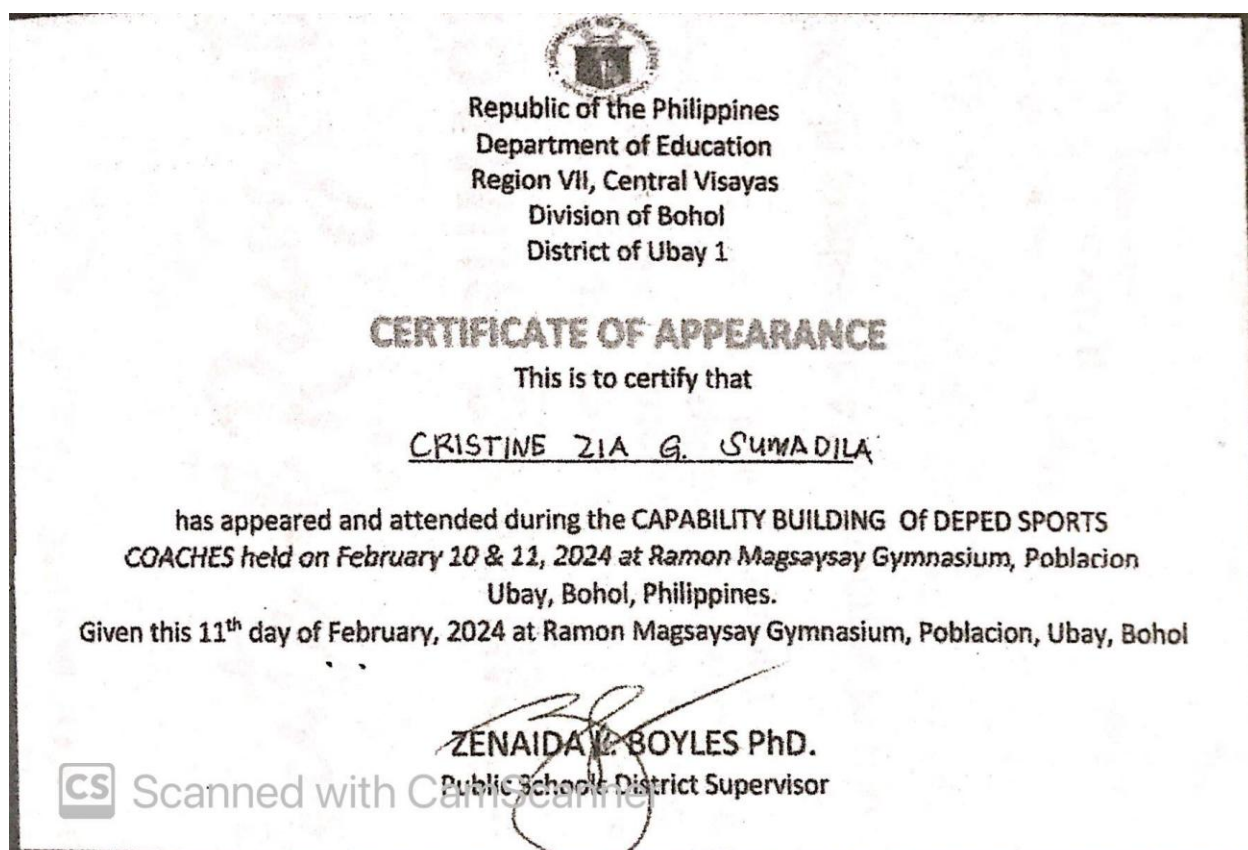 Republic of the Philippines
Department of Education
Region VII, Central Visayas
Division of Bohol
District of Ubay 1
CERTIFICATE OF APPEARANCE
This is to certify that
CRISTINE ZIA G. SUMADILA
has appeared and attended during the CAPABILITY BUILDING Of DEPED SPORTS
COACHES held on February 10 & 11, 2024 at Ramon Magsaysay Gymnasium, Poblacion
Ubay, Bohol, Philippines.
Given this 11th day of February, 2024 at Ramon Magsaysay Gymnasium, Poblacion, Ubay, Bohol
ZENAIDA BOYLES PhD.
Public Schools District Supervisor
CS Scanned with CamScanner